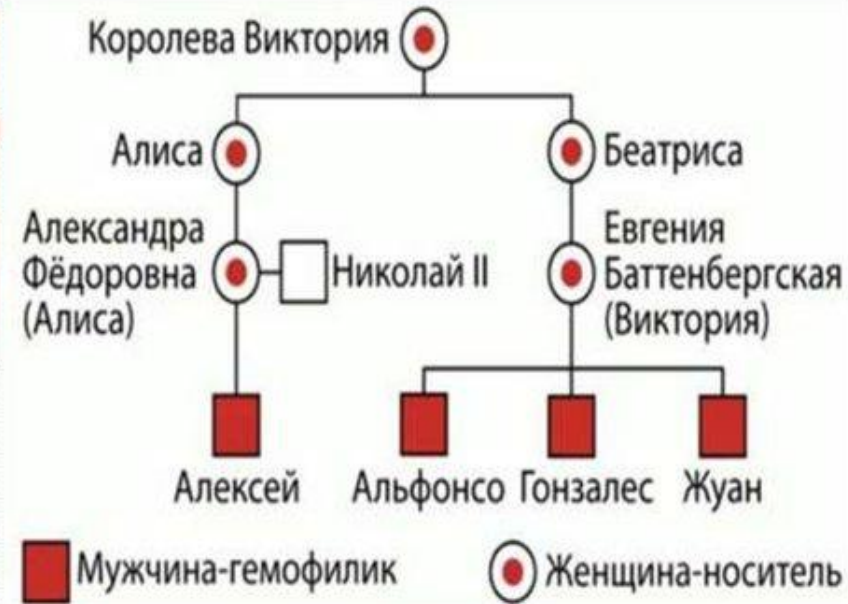 Королева Виктория
Алиса
Беатриса
Александра
Фёдоровна
(Алиса)
Николай II
Евгения
Баттенбергская
(Виктория)
Алексей
Альфонсо
Гонзалес
Жуан
Мужчина-гемофилик
Женщина-носитель